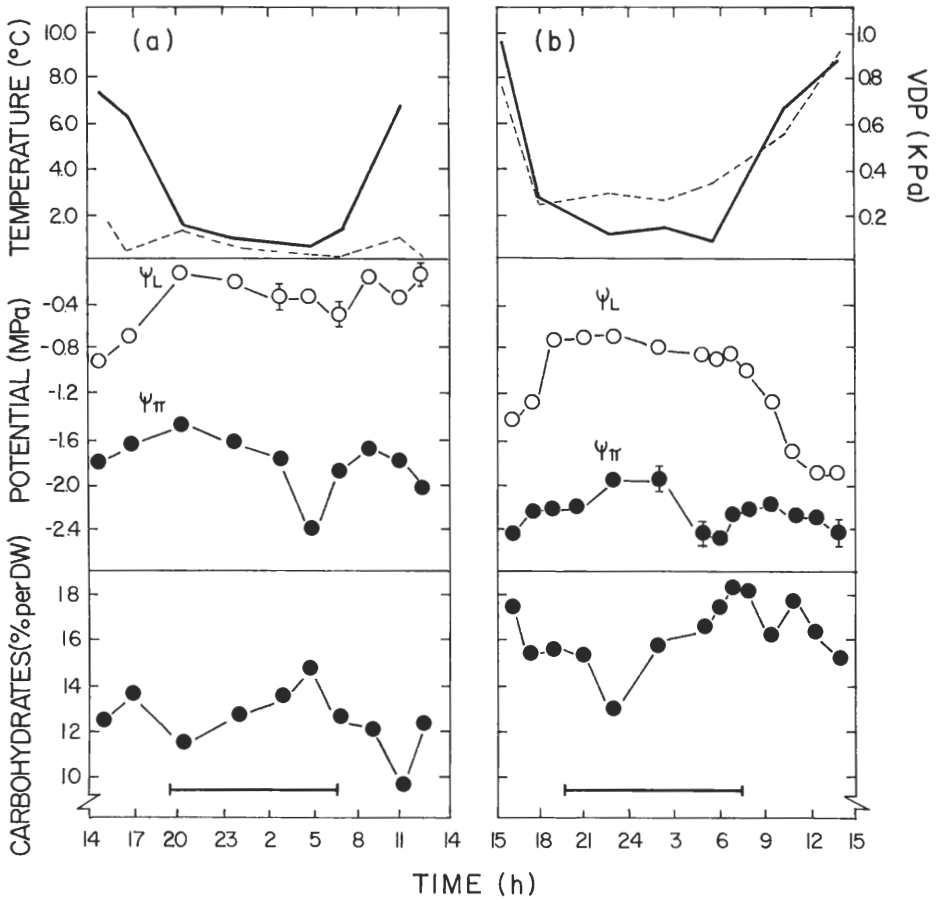 (a)
(b)
TEMPERATURE (°C)
10.0
8.0
6.0
4.0
2.0
1.0
0.8
0.6
0.4
0.2
VDP (KPa)
POTENTIAL (MPa)
-0.4
-0.8
-1.2
-1.6
-2.0
-2.4
ΨL
Ψπ
ΨL
Ψπ
CARBOHYDRATES(% per DW)
18
16
14
12
10
14 17 20 23 2 5 8 11 14
15 18 21 24 3 6 9 12 15
TIME (h)